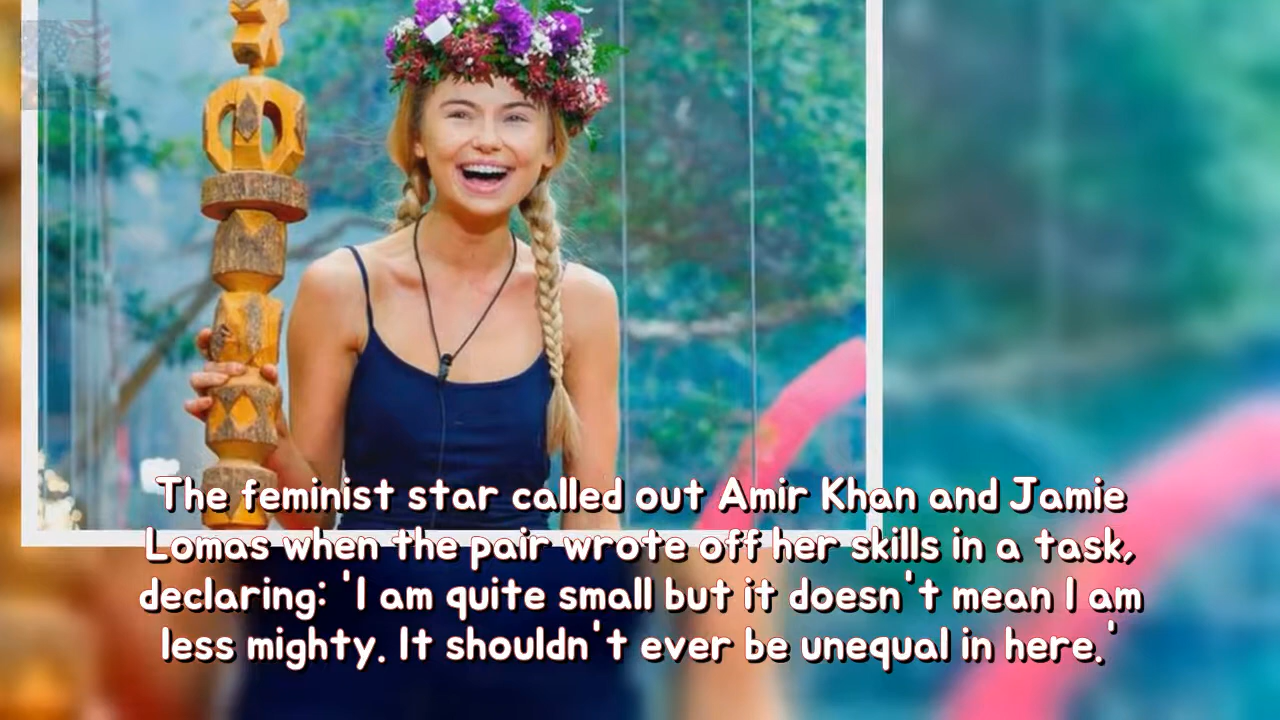 The feminist star called out Amir Khan and Jamie
Lomas when the pair wrote off her skills in a task,
declaring: 'I am quite small but it doesn't mean I am
less mighty. It shouldn't ever be unequal in here.'